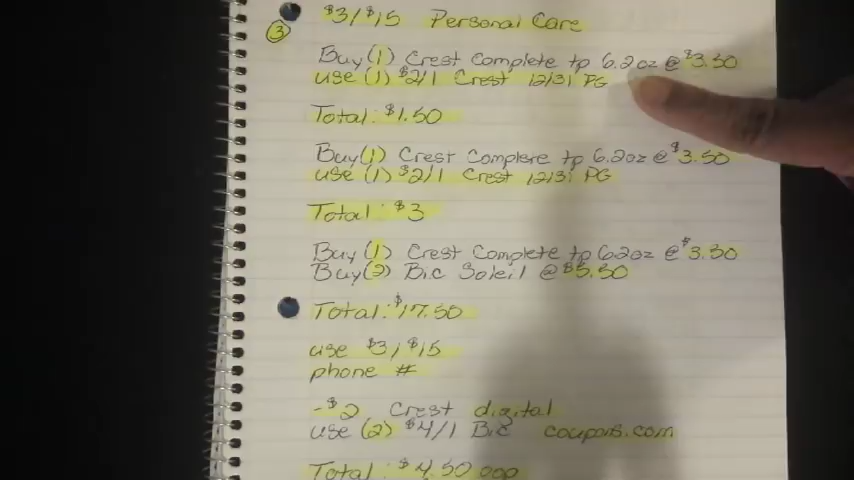 $3/$15 Personal Care
3
Buy (1) Crest Complete tp 6.2oz @ $3.50
use (1) $2/1 Crest 12/31 PG
Total: $1.50
Buy (1) Crest Complete tp 6.2oz @ $3.50
use (1) $2/1 Crest 12/31 PG
Total: $3
Buy (1) Crest Complete tp 6.2oz @ $3.50
Buy (2) Bic Soleil @ $5.50
Total: $17.50
use $3/$15
phone #
-$2 Crest digital
use (2) $4/1 Bic coupons.com
Total: $4.50 oop